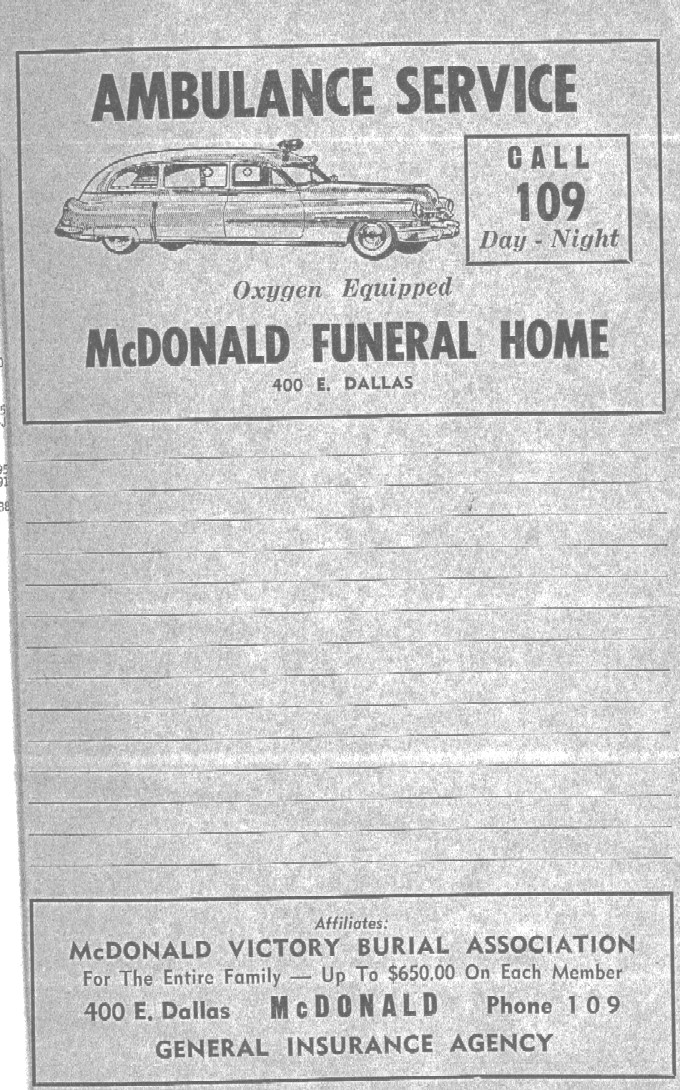 AMBULANCE SERVICE
CALL
109
Day - Night
Oxygen Equipped
McDONALD FUNERAL HOME
400 E. DALLAS
Affiliates:
McDONALD VICTORY BURIAL ASSOCIATION
For The Entire Family — Up To $650.00 On Each Member
400 E. Dallas McDONALD Phone 109
GENERAL INSURANCE AGENCY